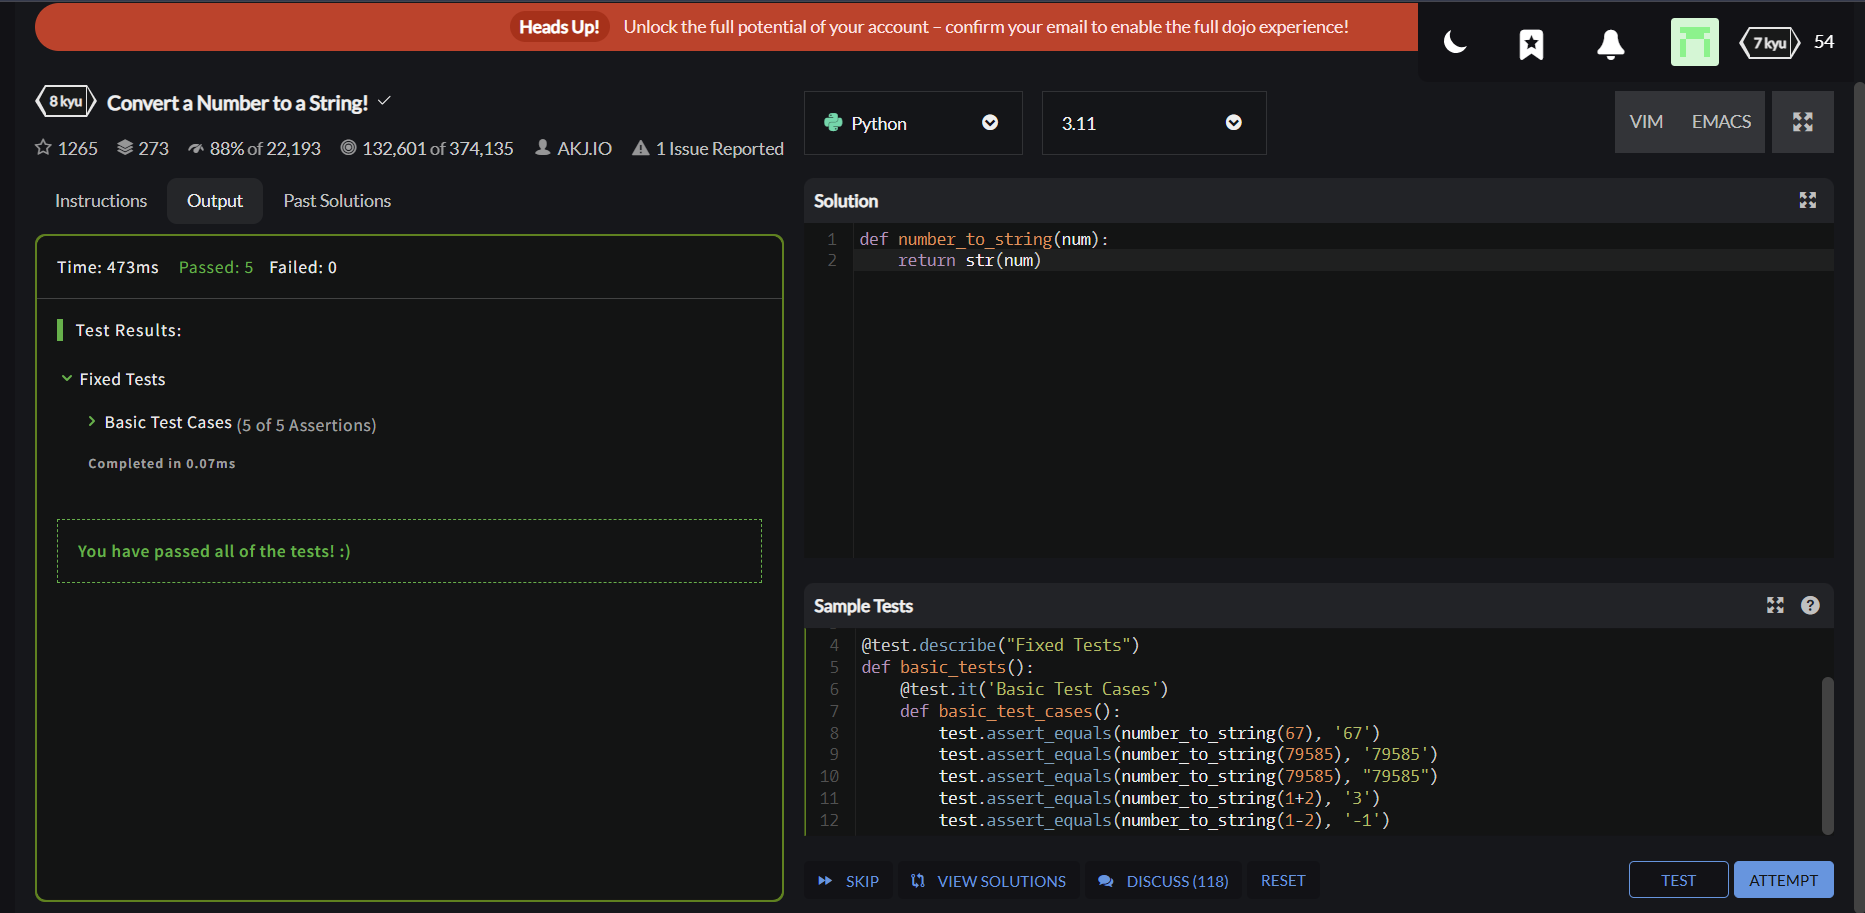 Heads Up! Unlock the full potential of your account – confirm your email to enable the full dojo experience!
7 kyu 54
8 kyu Convert a Number to a String!
1265 273 88% of 22,193 132,601 of 374,135 AKJ.IO 1 Issue Reported
Python 3.11 VIM EMACS
Instructions Output Past Solutions
Time: 473ms Passed: 5 Failed: 0
Test Results:
Fixed Tests
Basic Test Cases (5 of 5 Assertions)
Completed in 0.07ms
You have passed all of the tests! :)
Solution
1 def number_to_string(num):
2     return str(num)
Sample Tests
4 @test.describe("Fixed Tests")
5 def basic_tests():
6     @test.it('Basic Test Cases')
7     def basic_test_cases():
8         test.assert_equals(number_to_string(67), '67')
9         test.assert_equals(number_to_string(79585), '79585')
10         test.assert_equals(number_to_string(79585), "79585")
11         test.assert_equals(number_to_string(1+2), '3')
12         test.assert_equals(number_to_string(1-2), '-1')
SKIP VIEW SOLUTIONS DISCUSS (118) RESET TEST ATTEMPT